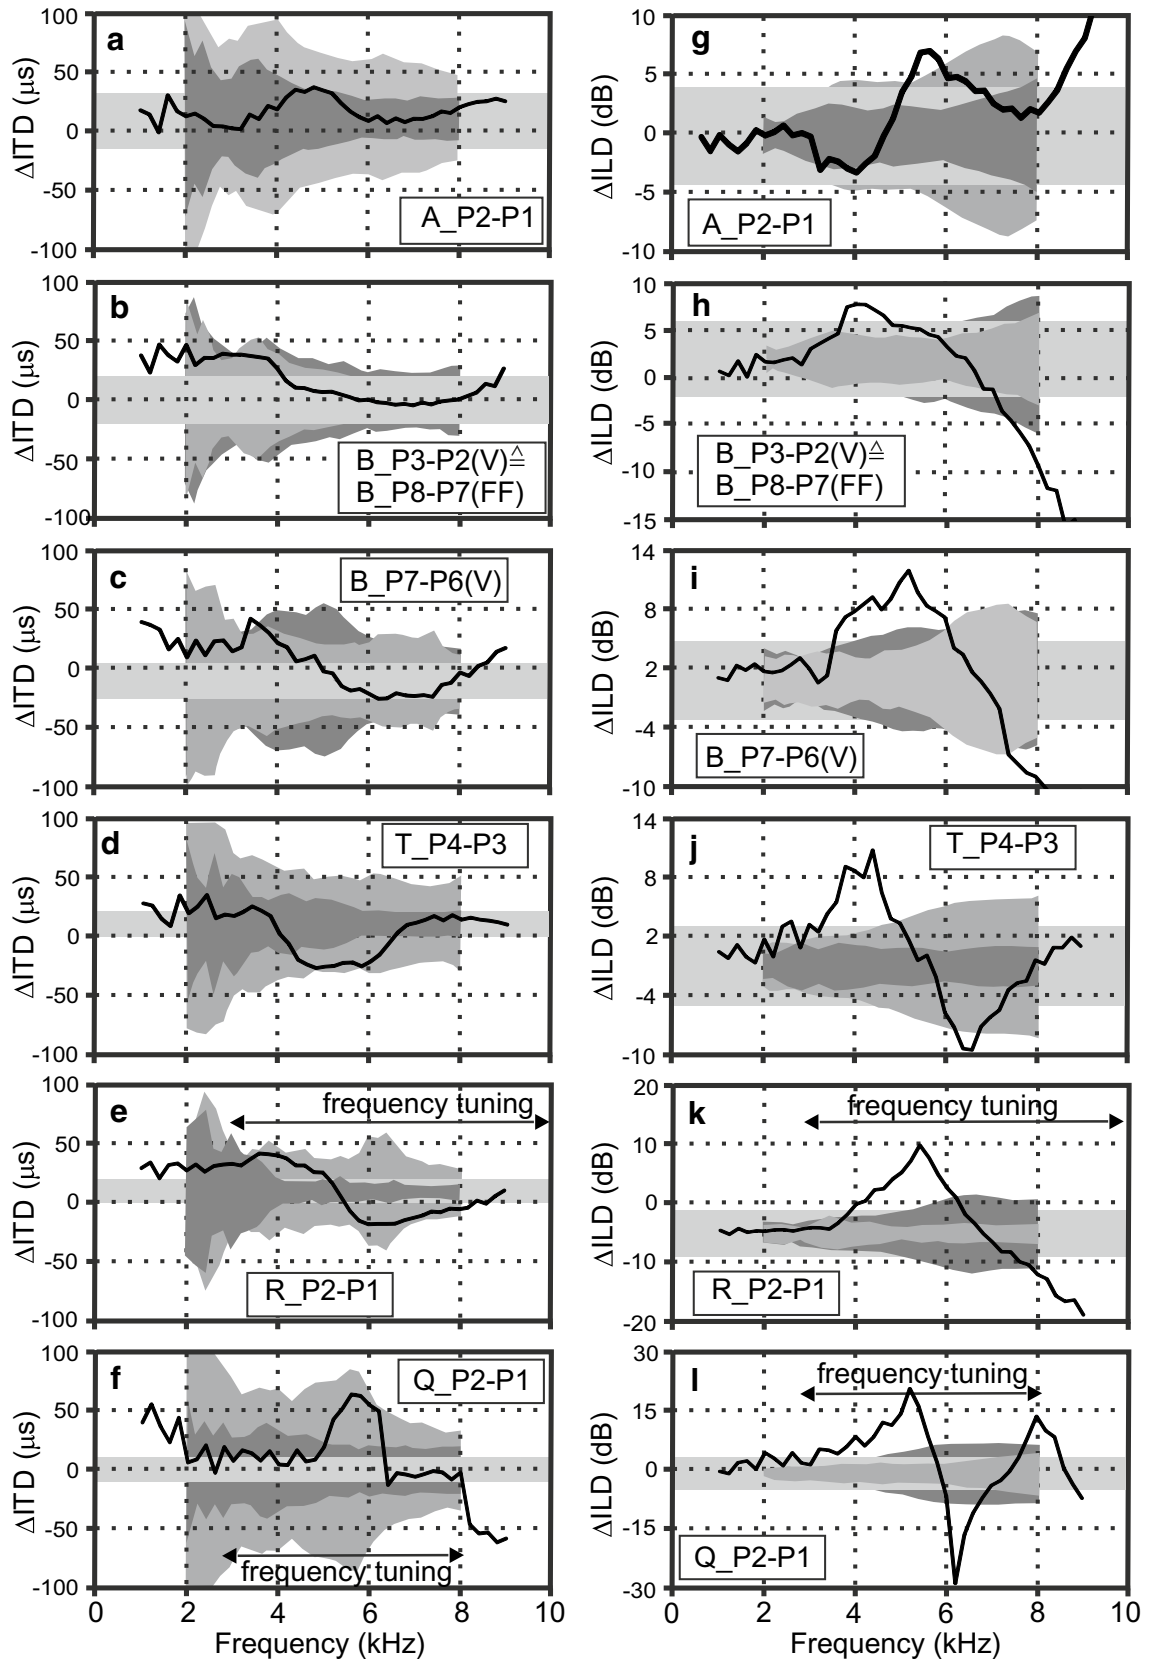 a
100
50
0
-50
-100
ΔITD (μs)
A_P2-P1
g
10
5
0
-5
-10
ΔILD (dB)
A_P2-P1
b
100
50
0
-50
-100
ΔITD (μs)
B_P3-P2(V)≙
B_P8-P7(FF)
h
10
5
0
-5
-10
-15
ΔILD (dB)
B_P3-P2(V)≙
B_P8-P7(FF)
c
100
50
0
-50
-100
ΔITD (μs)
B_P7-P6(V)
i
14
8
2
-4
-10
ΔILD (dB)
B_P7-P6(V)
d
100
50
0
-50
-100
ΔITD (μs)
T_P4-P3
j
14
8
2
-4
-10
ΔILD (dB)
T_P4-P3
e
100
50
0
-50
-100
ΔITD (μs)
frequency tuning
R_P2-P1
k
20
10
0
-10
-20
ΔILD (dB)
frequency tuning
R_P2-P1
f
100
50
0
-50
-100
ΔITD (μs)
Q_P2-P1
frequency tuning
0 2 4 6 8 10
Frequency (kHz)
l
30
15
0
-15
-30
ΔILD (dB)
frequency tuning
Q_P2-P1
0 2 4 6 8 10
Frequency (kHz)